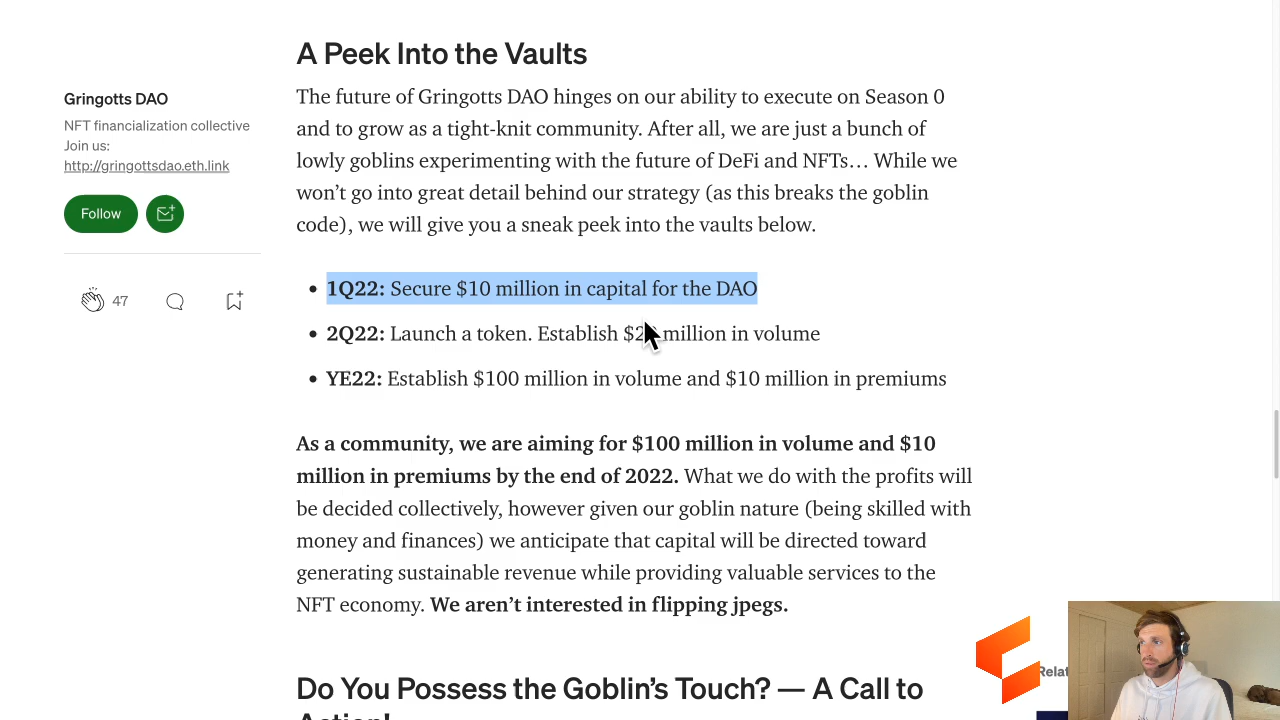 A Peek Into the Vaults
Gringotts DAO
NFT financialization collective
Join us:
http://gringottsdao.eth.link
Follow
47
The future of Gringotts DAO hinges on our ability to execute on Season 0
and to grow as a tight-knit community. After all, we are just a bunch of
lowly goblins experimenting with the future of DeFi and NFTs… While we
won’t go into great detail behind our strategy (as this breaks the goblin
code), we will give you a sneak peek into the vaults below.
• 1Q22: Secure $10 million in capital for the DAO
• 2Q22: Launch a token. Establish million in volume
• YE22: Establish $100 million in volume and $10 million in premiums
As a community, we are aiming for $100 million in volume and $10
million in premiums by the end of 2022. What we do with the profits will
be decided collectively, however given our goblin nature (being skilled with
money and finances) we anticipate that capital will be directed toward
generating sustainable revenue while providing valuable services to the
NFT economy. We aren’t interested in flipping jpegs.
Do You Possess the Goblin’s Touch? — A Call to
Action!